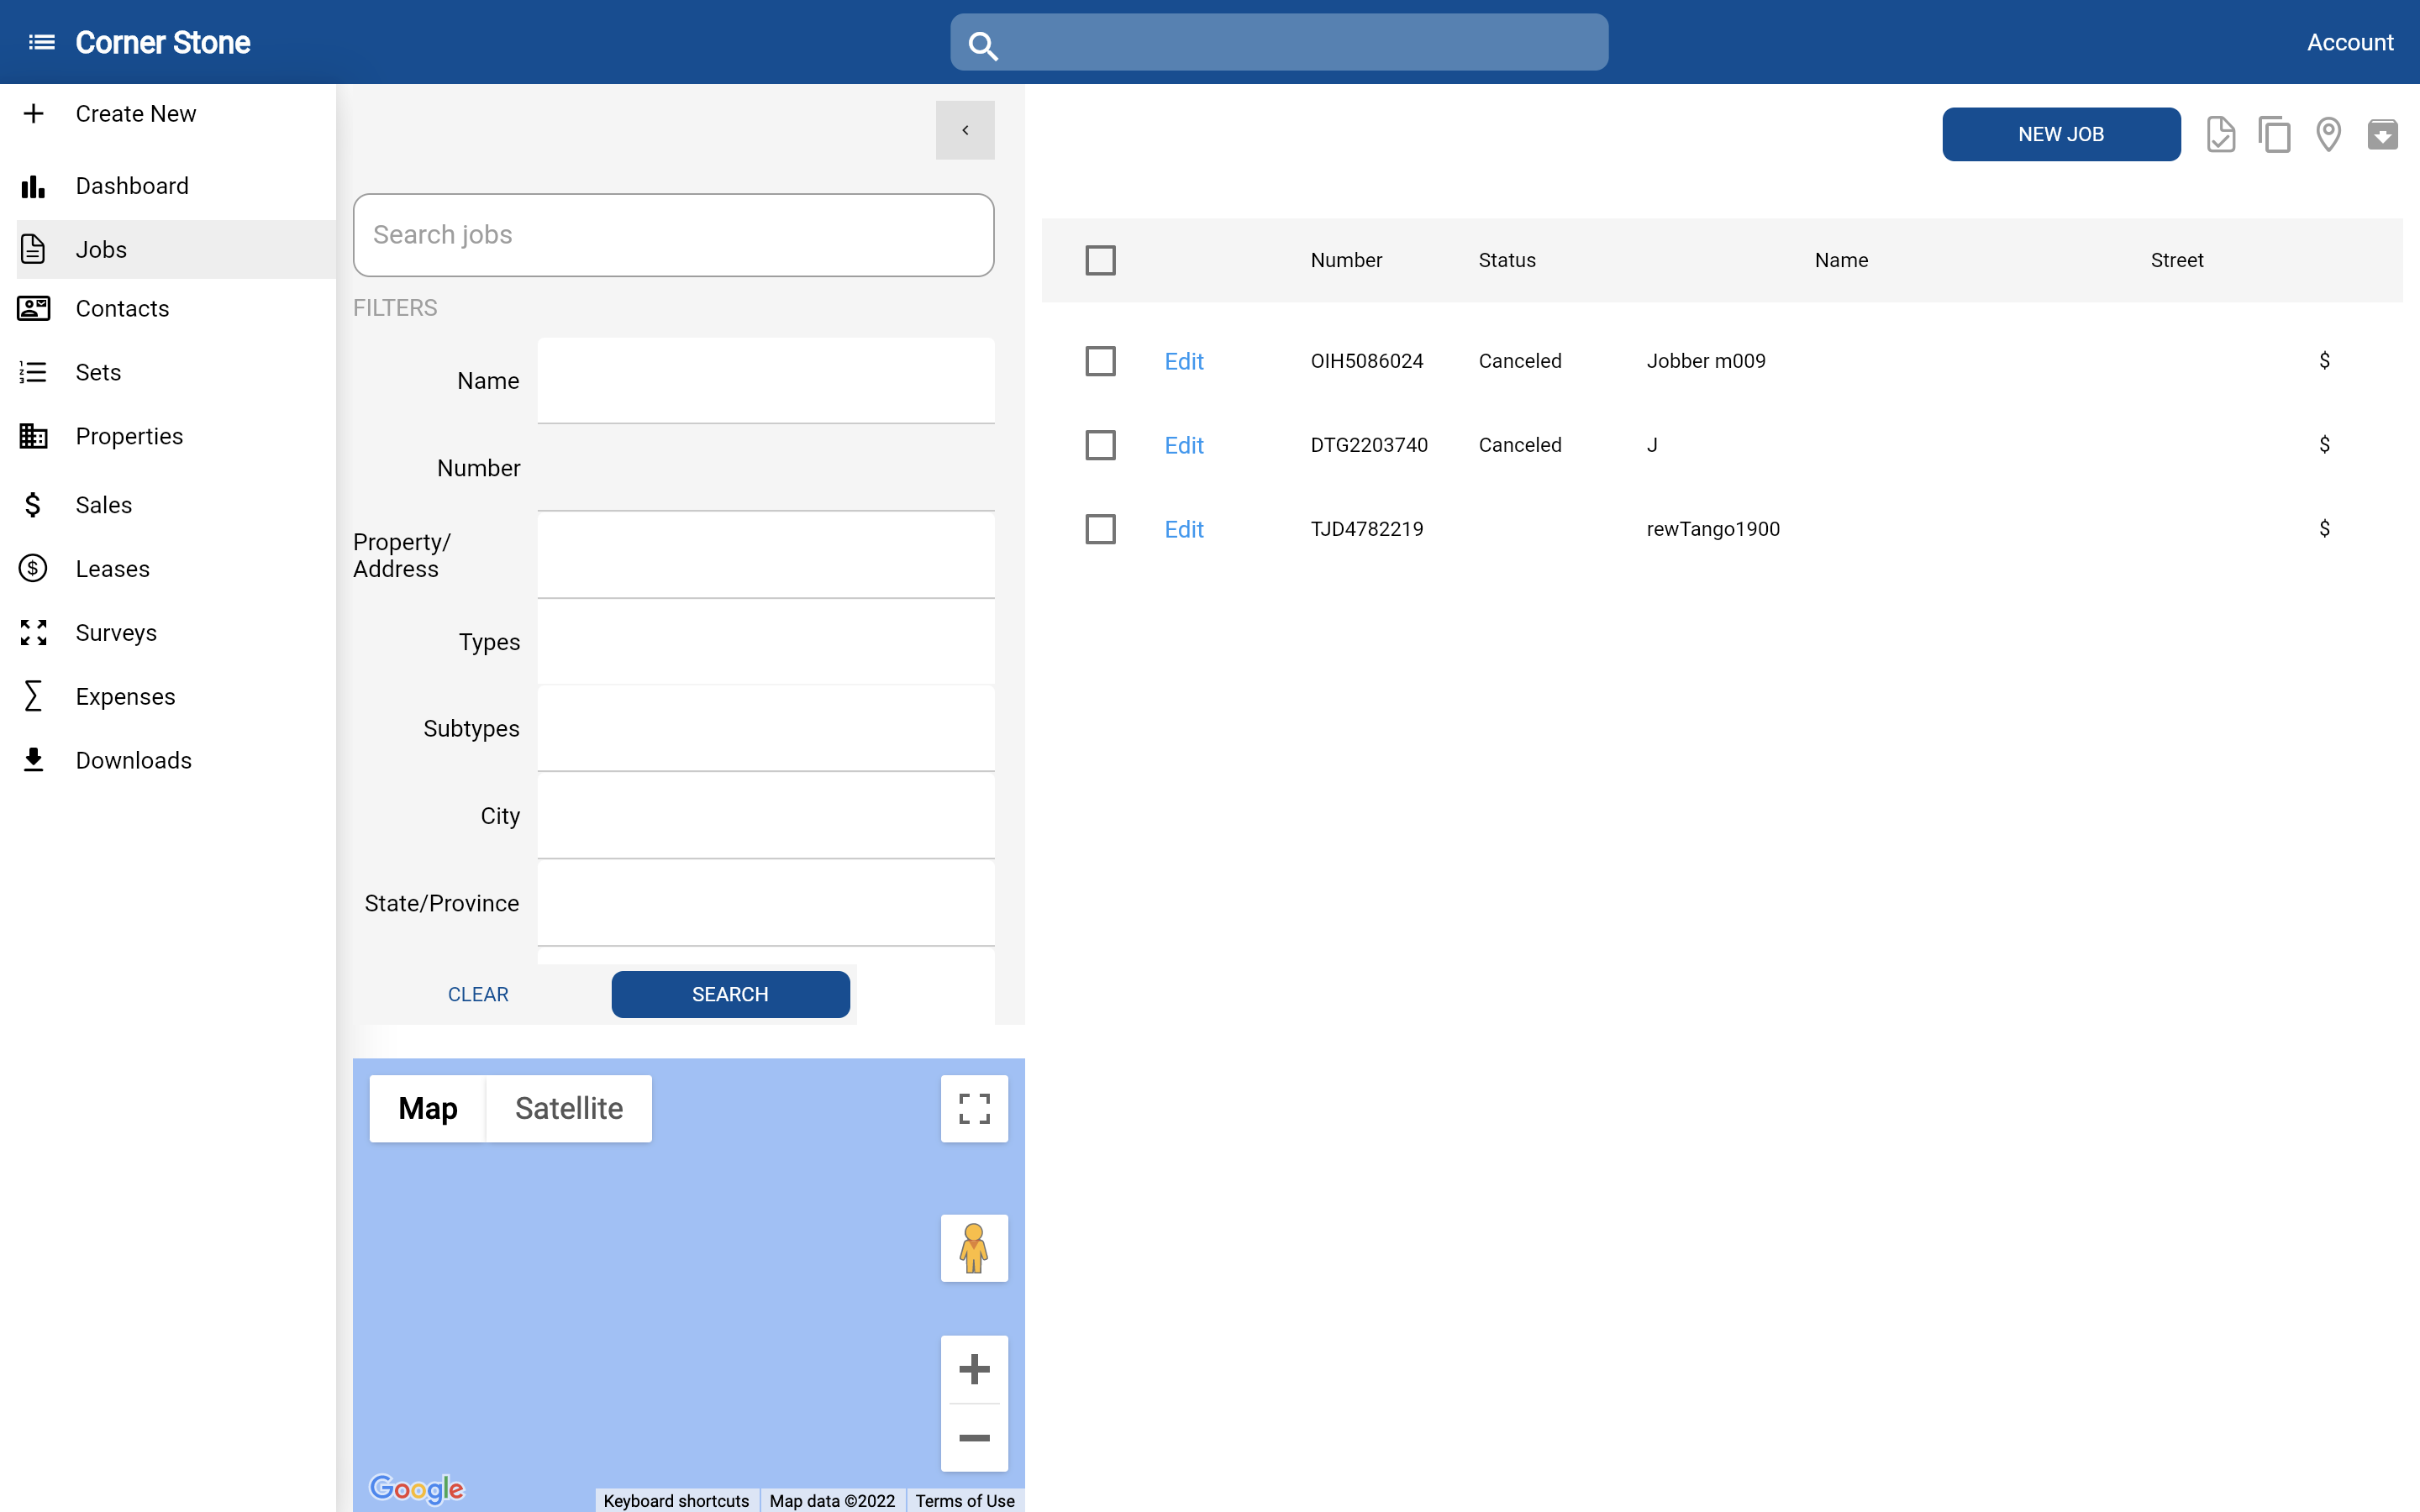 Corner Stone
Account
Create New
Dashboard
Jobs
Contacts
Sets
Properties
Sales
Leases
Surveys
Expenses
Downloads
Search jobs
FILTERS
Name
Number
Property/
Address
Types
Subtypes
City
State/Province
CLEAR SEARCH
Map Satellite
Google
Keyboard shortcuts Map data ©2022 Terms of Use
NEW JOB
Number Status Name Street
Edit OIH5086024 Canceled Jobber m009 $
Edit DTG2203740 Canceled J $
Edit TJD4782219 rewTango1900 $